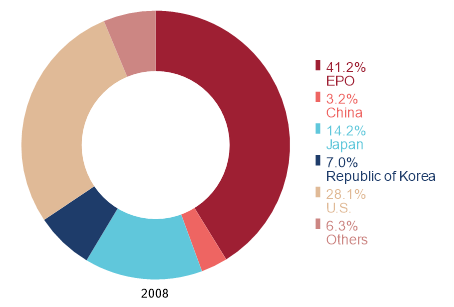 41.2%
EPO
3.2%
China
14.2%
Japan
7.0%
Republic of Korea
28.1%
U.S.
6.3%
Others
2008